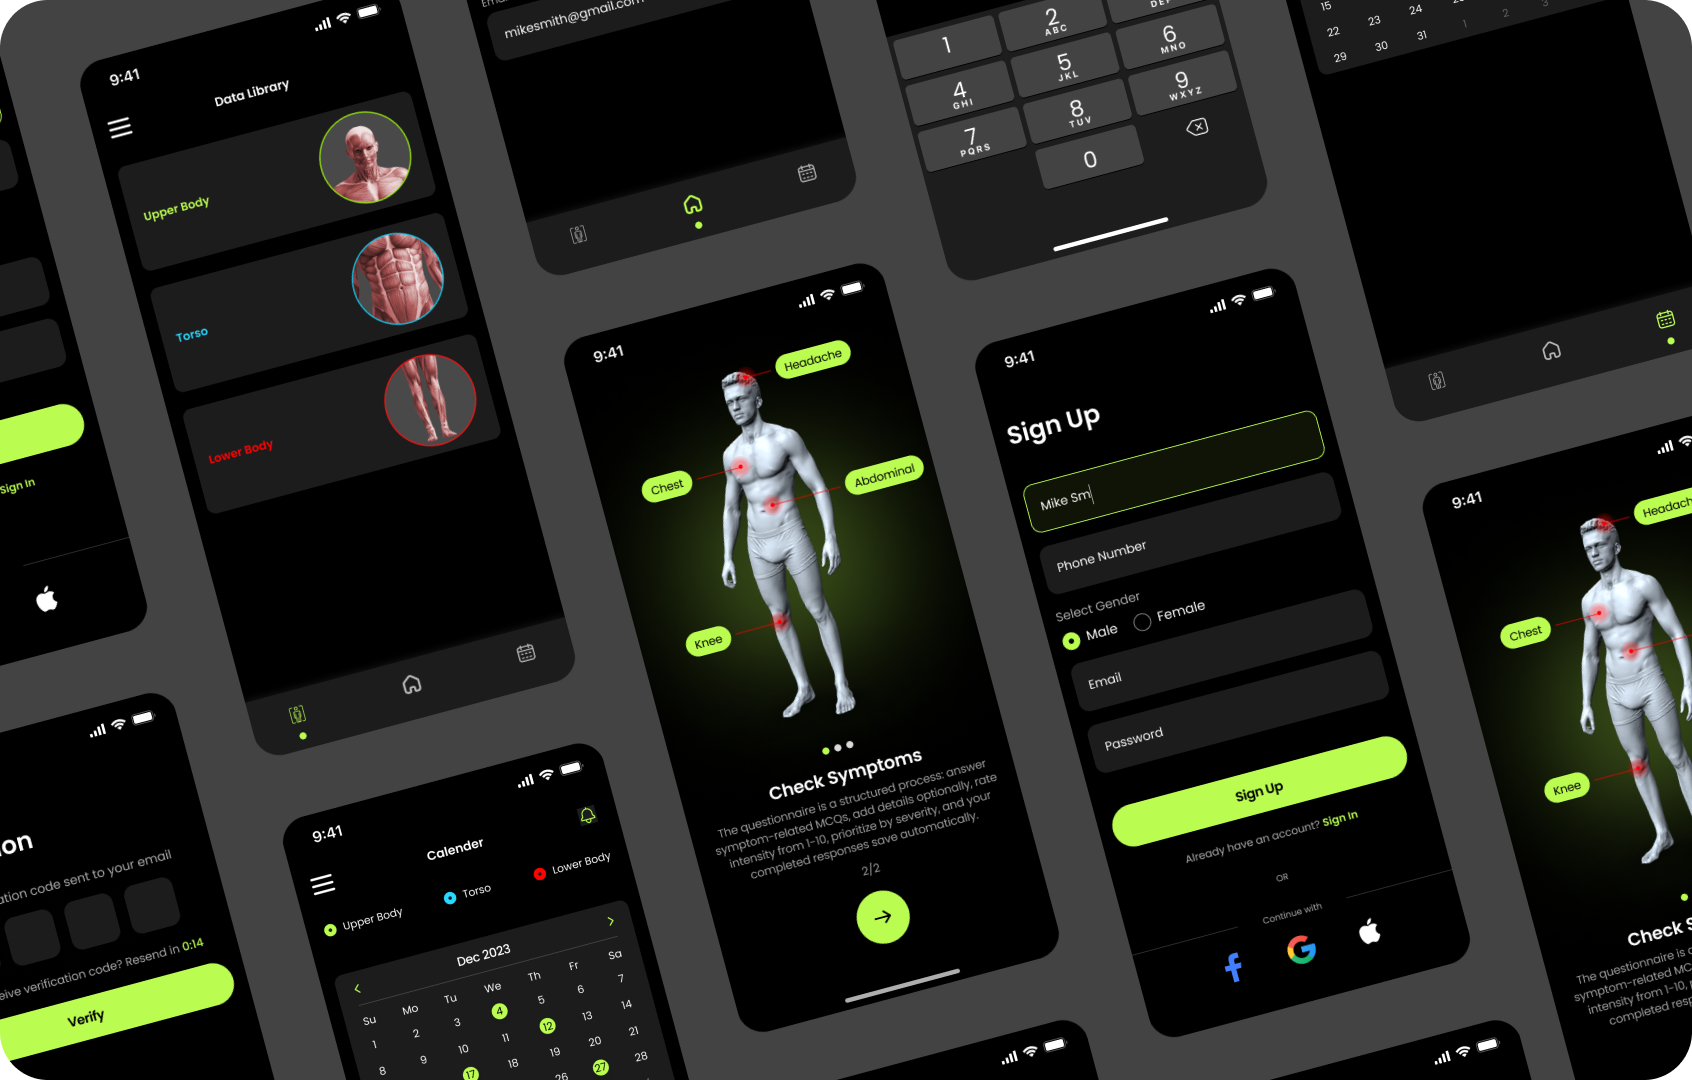 9:41
Data Library
Upper Body
Torso
Lower Body
mikesmith@gmail.com
1
2
ABC
4
GHI
5
JKL
6
MNO
7
PQRS
8
TUV
9
WXYZ
0
15
22 23 24
29 30 31 1 2 3
Sign In
9:41
Headache
Chest
Abdominal
Knee
Check Symptoms
The questionnaire is a structured process: answer
symptom-related MCQs, add details optionally, rate
intensity from 1-10, prioritize by severity, and your
completed responses save automatically.
2/2
9:41
Sign Up
Mike Sm
Phone Number
Select Gender
Male
Female
Email
Password
Sign Up
Already have an account? Sign In
OR
Continue with
9:41
Chest
Knee
Check
The questionnaire is
symptom-related
intensity from 1-10,
completed
code sent to your email
verification code? Resend in 0:14
Verify
9:41
Calender
Upper Body
Torso
Lower Body
Dec 2023
Su Mo Tu We Th Fr Sa
1 2 3 4 5 6 7
8 9 10 11 12 13 14
17 18 19 20 21
26 27 28